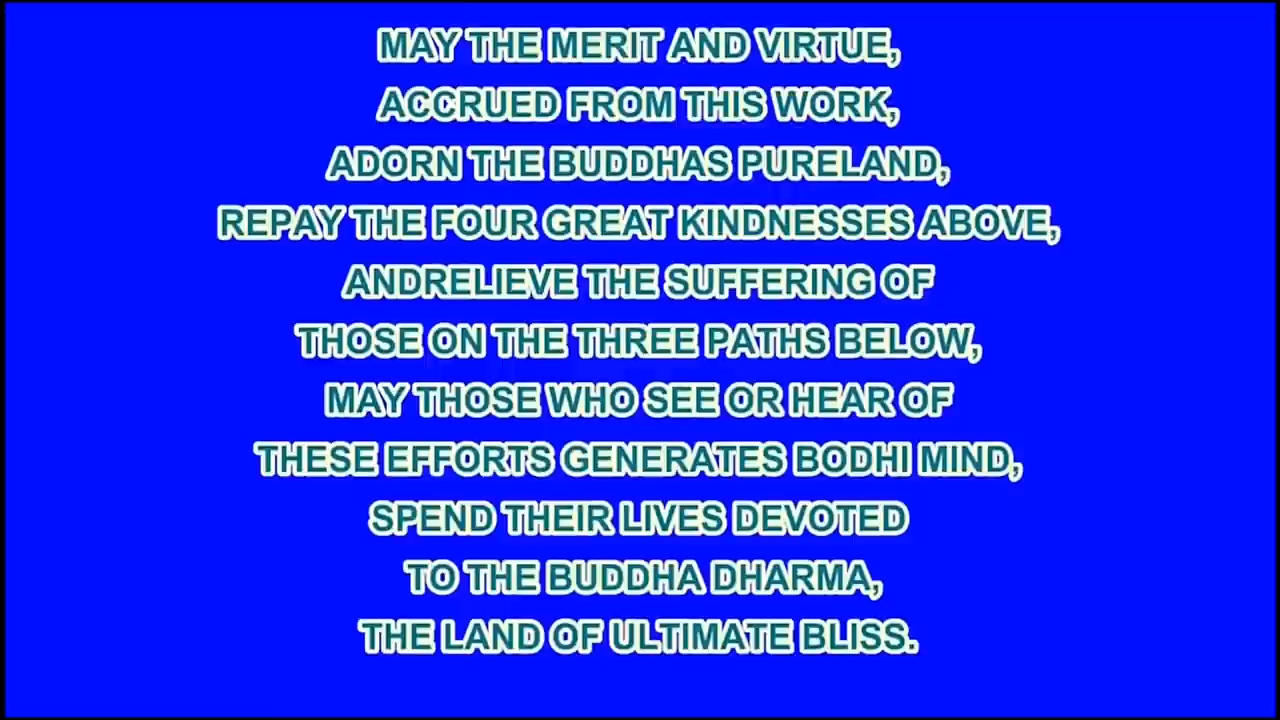 MAY THE MERIT AND VIRTUE,
ACCRUED FROM THIS WORK,
ADORN THE BUDDHAS PURELAND,
REPAY THE FOUR GREAT KINDNESSES ABOVE,
ANDRELIEVE THE SUFFERING OF
THOSE ON THE THREE PATHS BELOW,
MAY THOSE WHO SEE OR HEAR OF
THESE EFFORTS GENERATES BODHI MIND,
SPEND THEIR LIVES DEVOTED
TO THE BUDDHA DHARMA,
THE LAND OF ULTIMATE BLISS.